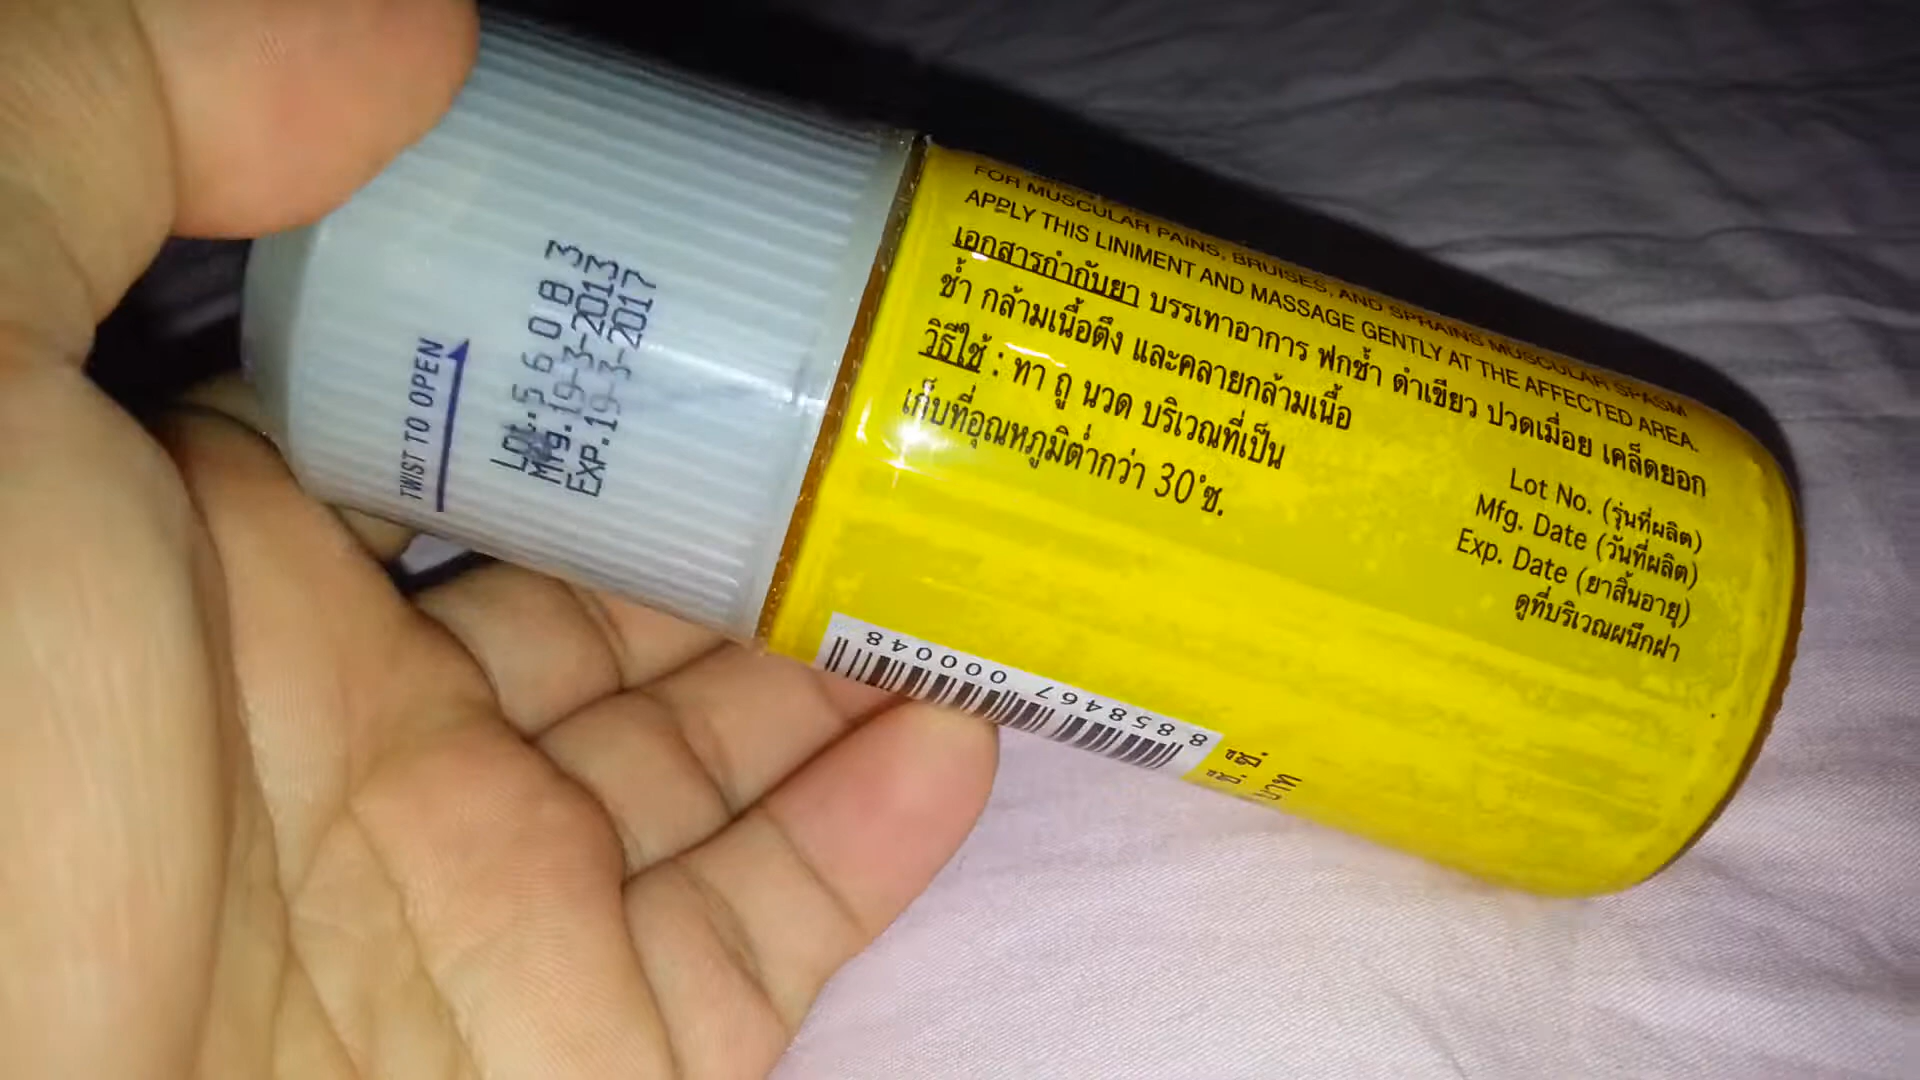 TWIST TO OPEN
Lot.56083
Mfg.19-3-2013
EXP.19-3-2017
FOR MUSCULAR PAINS, BRUISES, AND SPRAINS MUSCULAR SPASM
APPLY THIS LINIMENT AND MASSAGE GENTLY AT THE AFFECTED AREA.
เอกสารกำกับยา บรรเทาอาการ ฟกช้ำ ดำเขียว ปวดเมื่อย เคล็ดยอก
ช้ำ กล้ามเนื้อตึง และคลายกล้ามเนื้อ
วิธีใช้ : ทา ถู นวด บริเวณที่เป็น
เก็บที่อุณหภูมิต่ำกว่า 30°ซ.
Lot No. (รุ่นที่ผลิต)
Mfg. Date (วันที่ผลิต)
Exp. Date (ยาสิ้นอายุ)
ดูที่บริเวณผนึกฝา
8 858467 000048
บาท